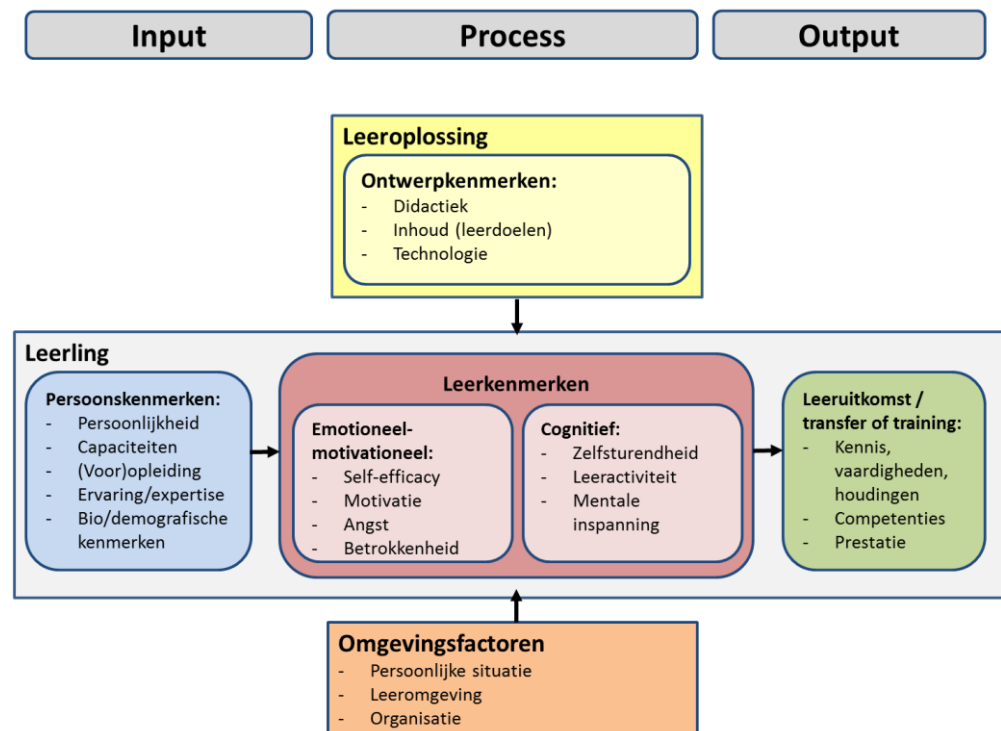 Input
Process
Output
Leeroplossing
Ontwerpkenmerken:
- Didactiek
- Inhoud (leerdoelen)
- Technologie
Leerling
Persoonskenmerken:
- Persoonlijkheid
- Capaciteiten
- (Voor)opleiding
- Ervaring/expertise
- Bio/demografische
kenmerken
Leerkenmerken
Emotioneel-
motivationeel:
- Self-efficacy
- Motivatie
- Angst
- Betrokkenheid
Cognitief:
- Zelfsturendheid
- Leeractiviteit
- Mentale
inspanning
Leeruitkomst /
transfer of training:
- Kennis,
vaardigheden,
houdingen
- Competenties
- Prestatie
Omgevingsfactoren
- Persoonlijke situatie
- Leeromgeving
- Organisatie